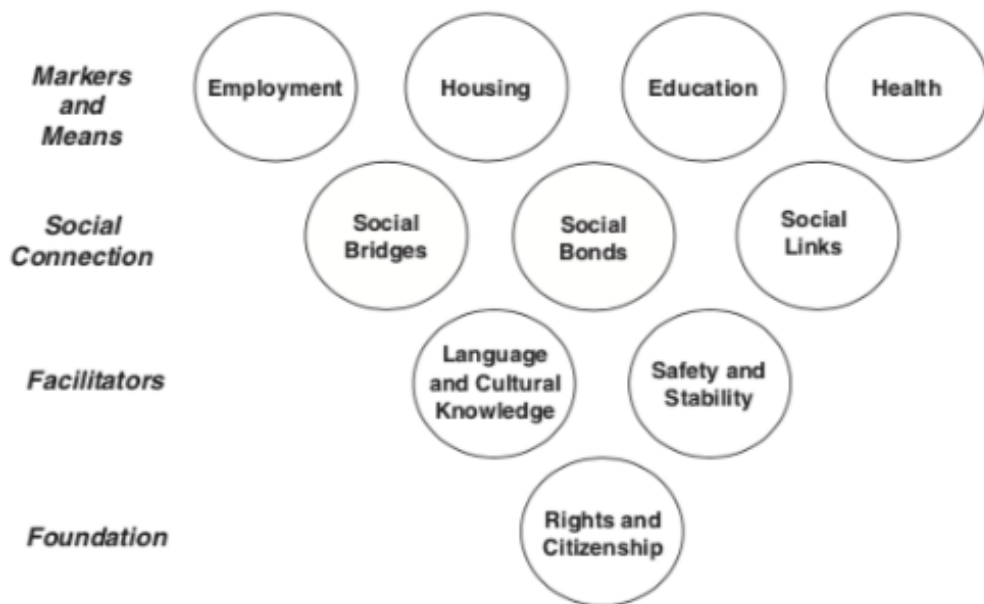 Markers
and
Means
Employment
Housing
Education
Health
Social
Connection
Social
Bridges
Social
Bonds
Social
Links
Facilitators
Language
and Cultural
Knowledge
Safety and
Stability
Foundation
Rights and
Citizenship